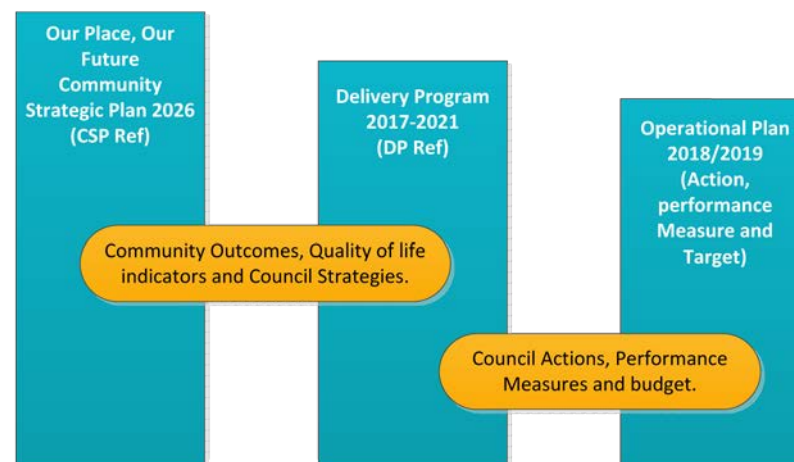 Our Place, Our
Future
Community
Strategic Plan 2026
(CSP Ref)
Delivery Program
2017-2021
(DP Ref)
Operational Plan
2018/2019
(Action,
performance
Measure and
Target)
Community Outcomes, Quality of life
indicators and Council Strategies.
Council Actions, Performance
Measures and budget.